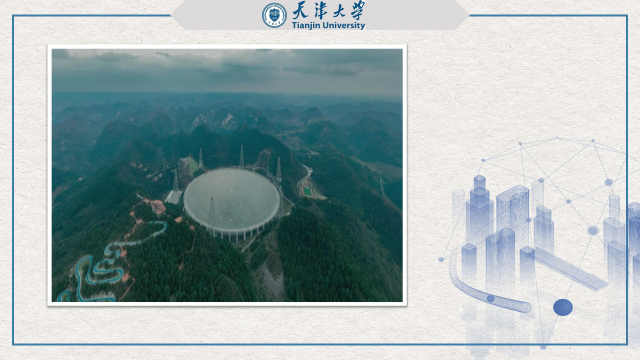 天津大学
Tianjin University